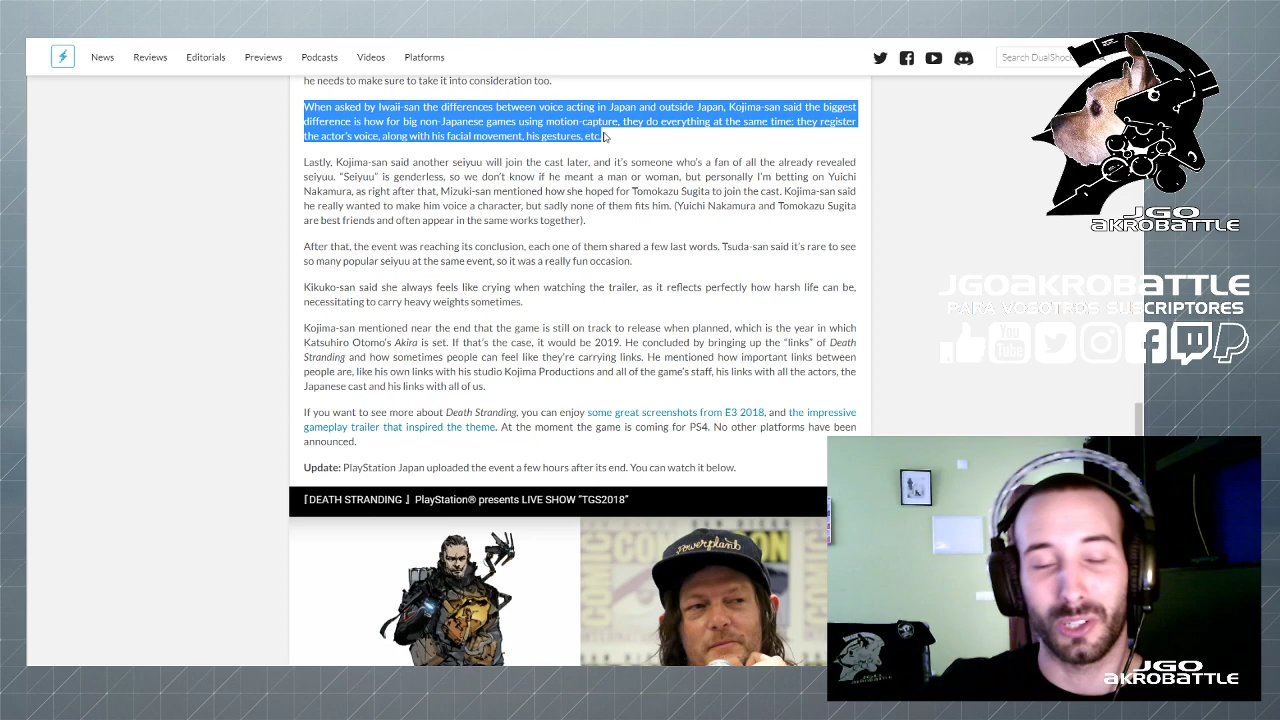 News Reviews Editorials Previews Podcasts Videos Platforms
he needs to make sure to take it into consideration too.
When asked by Iwaii-san the differences between voice acting in Japan and outside Japan, Kojima-san said the biggest
difference is how for big non-Japanese games using motion-capture, they do everything at the same time: they register
the actor's voice, along with his facial movement, his gestures, etc.
Lastly, Kojima-san said another seiyuu will join the cast later, and it's someone who's a fan of all the already revealed
seiyuu. "Seiyuu" is genderless, so we don't know if he meant a man or woman, but personally I'm betting on Yuichi
Nakamura, as right after that, Mizuki-san mentioned how she hoped for Tomokazu Sugita to join the cast. Kojima-san said
he really wanted to make him voice a character, but sadly none of them fits him. (Yuichi Nakamura and Tomokazu Sugita
are best friends and often appear in the same works together).
After that, the event was reaching its conclusion, each one of them shared a few last words. Tsuda-san said it's rare to see
so many popular seiyuu at the same event, so it was a really fun occasion.
Kikuko-san said she always feels like crying when watching the trailer, as it reflects perfectly how harsh life can be,
necessitating to carry heavy weights sometimes.
Kojima-san mentioned near the end that the game is still on track to release when planned, which is the year in which
Katsuhiro Otomo's Akira is set. If that's the case, it would be 2019. He concluded by bringing up the "links" of Death
Stranding and how sometimes people can feel like they're carrying links. He mentioned how important links between
people are, like his own links with his studio Kojima Productions and all of the game's staff, his links with all the actors, the
Japanese cast and his links with all of us.
If you want to see more about Death Stranding, you can enjoy some great screenshots from E3 2018, and the impressive
gameplay trailer that inspired the theme. At the moment the game is coming for PS4. No other platforms have been
announced.
Update: PlayStation Japan uploaded the event a few hours after its end. You can watch it below.
『DEATH STRANDING 』 PlayStation® presents LIVE SHOW "TGS2018"
powerplant
Search DualShoc
JGO
AKROBATTLE
JGOAKROBATTLE
PARA VOSOTROS SUSCRIPTORES
You
Tube
JGO
AKROBATTLE